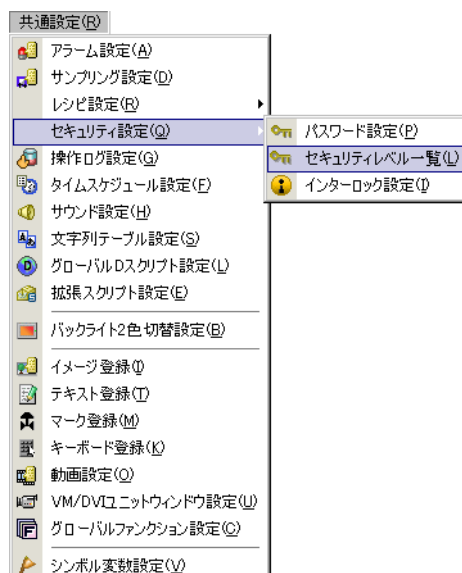 共通設定(R)
アラーム設定(A)
サンプリング設定(D)
レシピ設定(R)
セキュリティ設定(Q)
操作ログ設定(G)
タイムスケジュール設定(F)
サウンド設定(H)
文字列テーブル設定(S)
グローバルDスクリプト設定(L)
拡張スクリプト設定(E)
バックライト2色切替設定(B)
イメージ登録(I)
テキスト登録(T)
マーク登録(M)
キーボード登録(K)
動画設定(O)
VM/DVIユニットウィンドウ設定(U)
グローバルファンクション設定(C)
シンボル変数設定(V)
パスワード設定(P)
セキュリティレベル一覧(L)
インターロック設定(I)